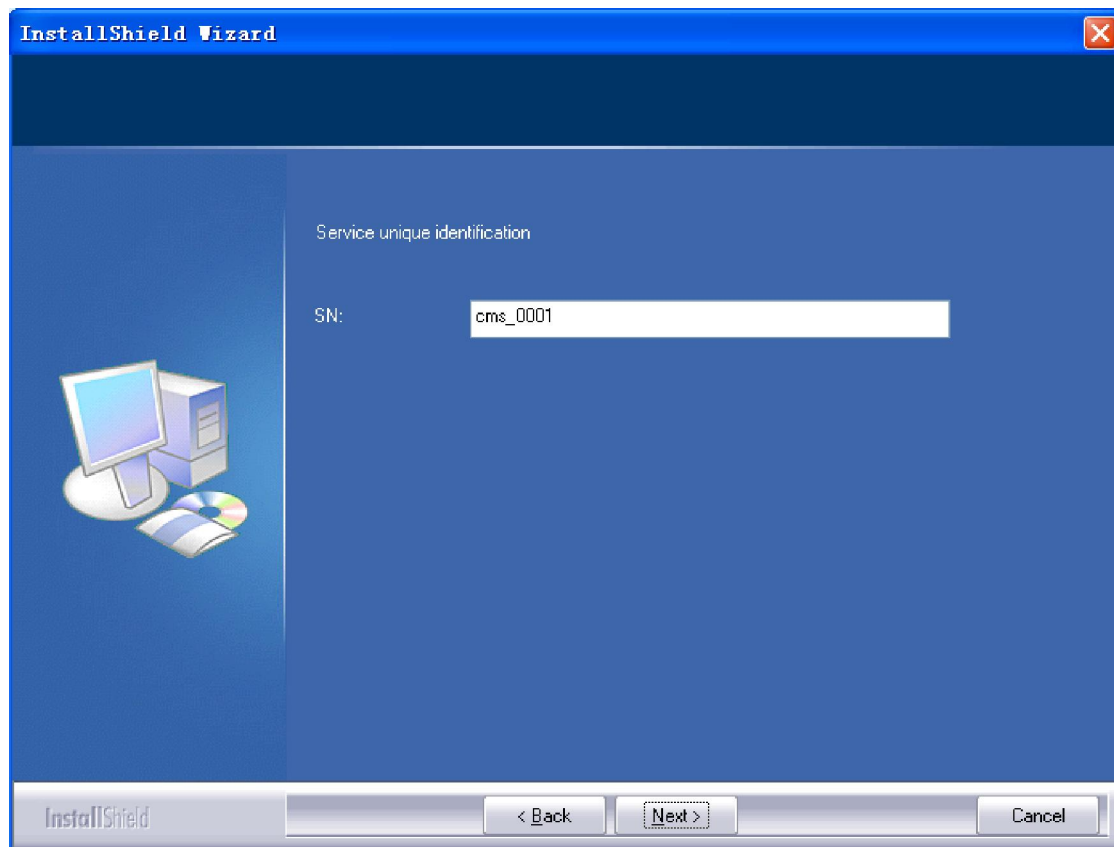 InstallShield Wizard
Service unique identification
SN: cms_0001
InstallShield
< Back Next > Cancel